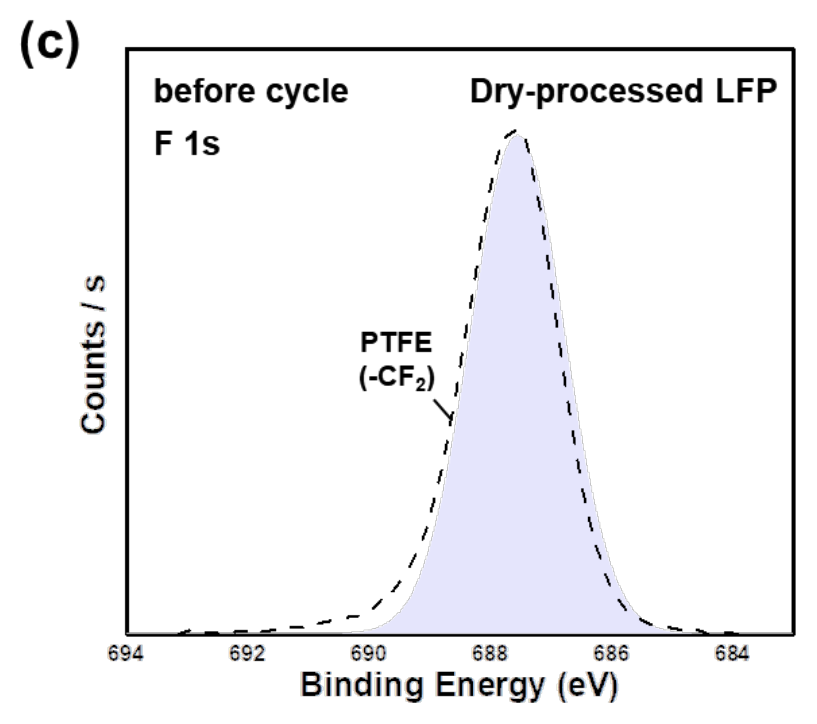 (c)
before cycle
Dry-processed LFP
F 1s
PTFE
(-CF₂)
Counts / s
694 692 690 688 686 684
Binding Energy (eV)